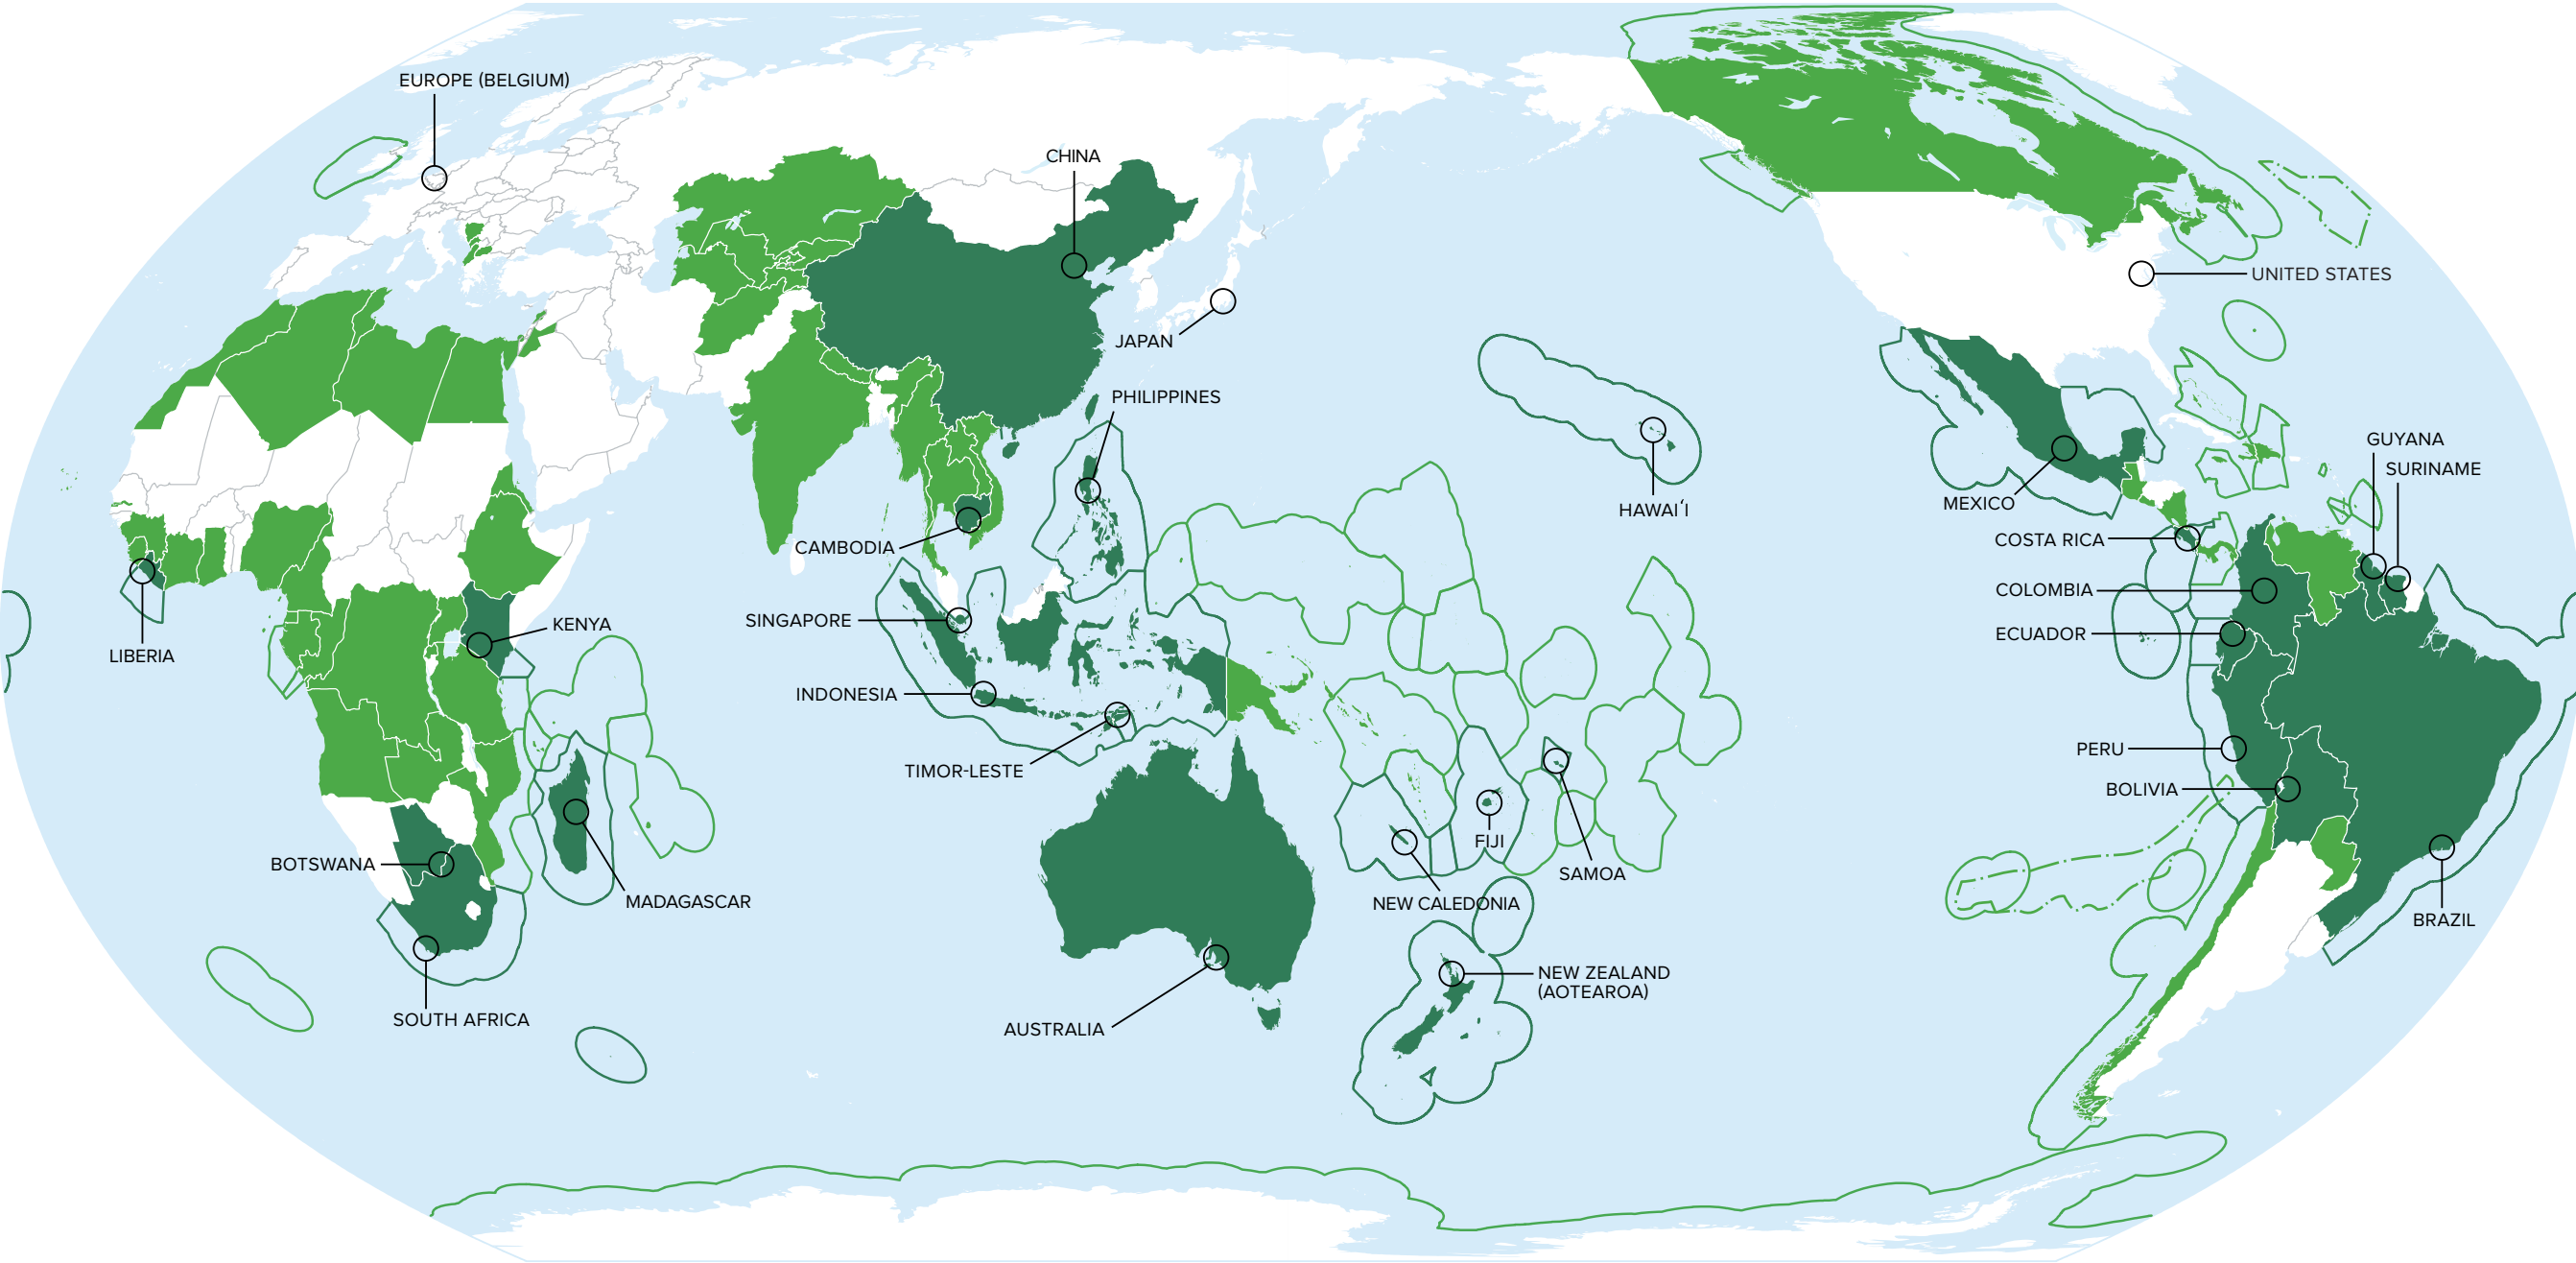 EUROPE (BELGIUM)
CHINA
UNITED STATES
JAPAN
PHILIPPINES
GUYANA
SURINAME
HAWAIʻI
MEXICO
COSTA RICA
CAMBODIA
COLOMBIA
SINGAPORE
KENYA
ECUADOR
LIBERIA
INDONESIA
PERU
TIMOR-LESTE
BOLIVIA
FIJI
BOTSWANA
SAMOA
MADAGASCAR
NEW CALEDONIA
BRAZIL
NEW ZEALAND
(AOTEAROA)
SOUTH AFRICA
AUSTRALIA